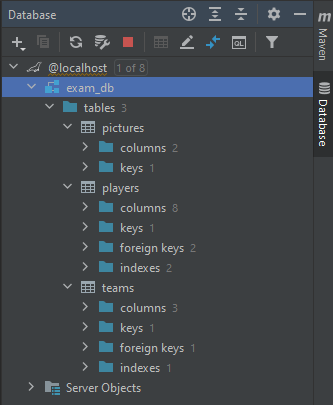 Database
@localhost 1 of 8
exam_db
tables 3
pictures
columns 2
keys 1
players
columns 8
keys 1
foreign keys 2
indexes 2
teams
columns 3
keys 1
foreign keys 1
indexes 1
Server Objects
QL
Maven
Database